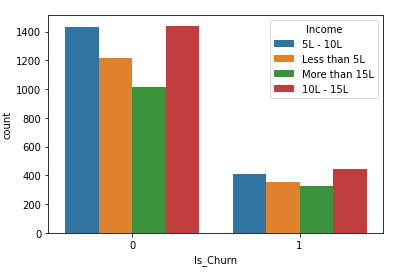 1400
1200
1000
800
600
400
200
0
count
0
1
Is_Churn
Income
5L - 10L
Less than 5L
More than 15L
10L - 15L